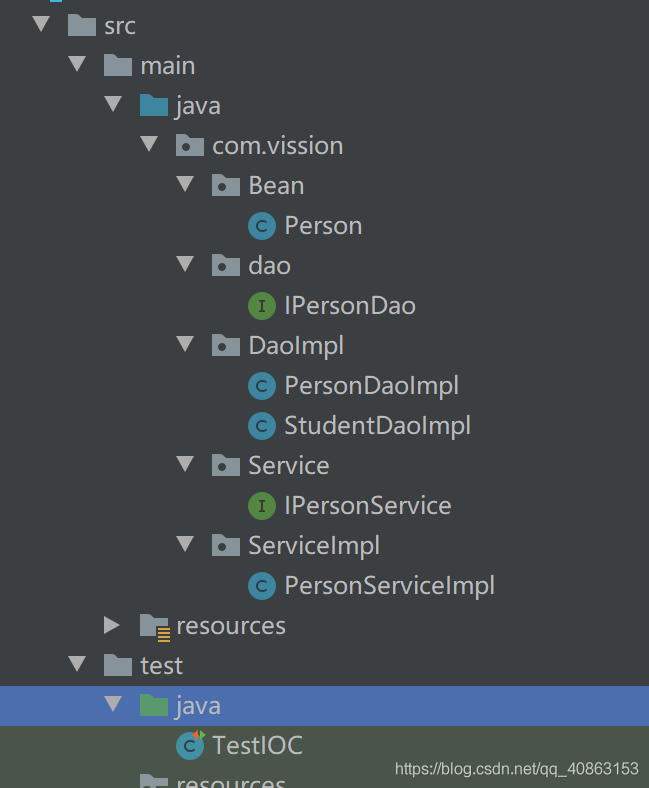 src
main
java
com.vission
Bean
Person
dao
IPersonDao
DaoImpl
PersonDaoImpl
StudentDaoImpl
Service
IPersonService
ServiceImpl
PersonServiceImpl
resources
test
java
TestIOC
resources
https://blog.csdn.net/qq_40863153